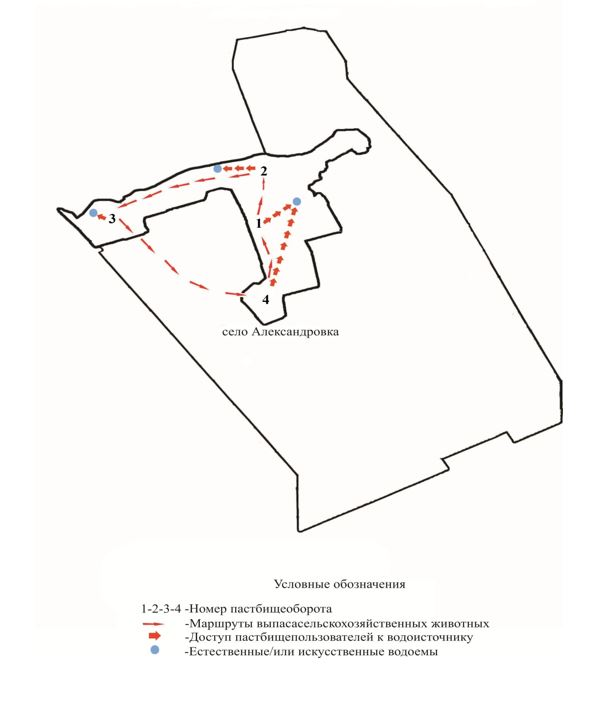 2
3
1
4
село Александровка
Условные обозначения
1-2-3-4 -Номер пастбищеоборота
-Маршруты выпасасельскохозяйственных животных
-Доступ пастбищепользователей к водоисточнику
-Естественные/или искусственные водоемы